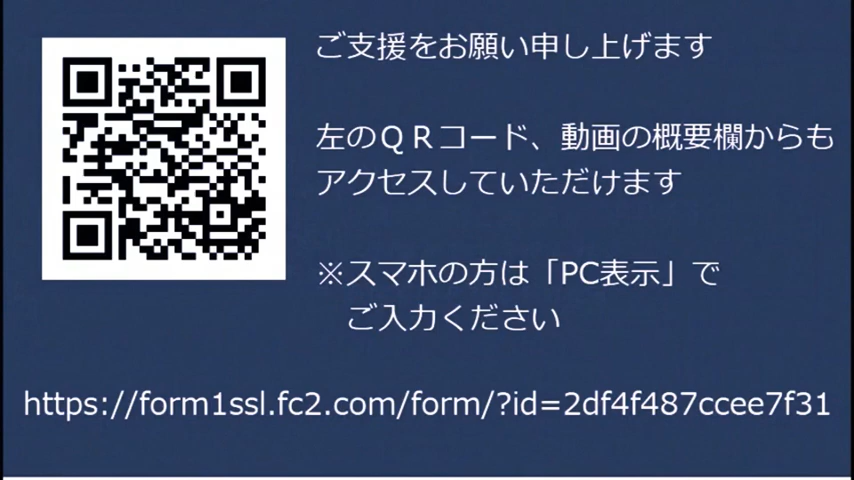 ご支援をお願い申し上げます
左のＱＲコード、動画の概要欄からも
アクセスしていただけます
※スマホの方は「PC表示」で
ご入力ください
https://form1ssl.fc2.com/form/?id=2df4f487ccee7f31